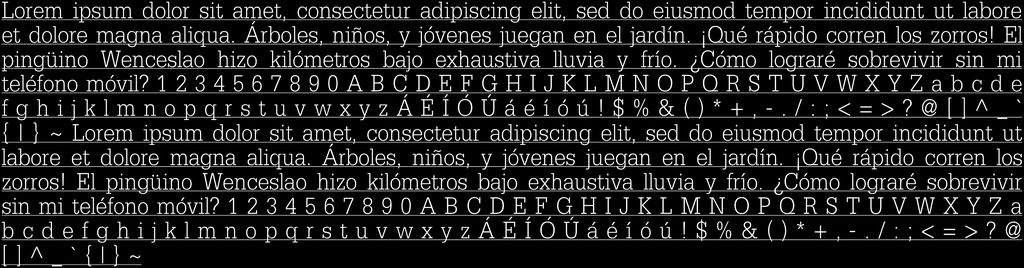 Lorem ipsum dolor sit amet, consectetur adipiscing elit, sed do eiusmod tempor incididunt ut labore
et dolore magna aliqua. Árboles, niños, y jóvenes juegan en el jardín. ¡Qué rápido corren los zorros! El
pingüino Wenceslao hizo kilómetros bajo exhaustiva lluvia y frío. ¿Cómo lograré sobrevivir sin mi
teléfono móvil? 1 2 3 4 5 6 7 8 9 0 A B C D E F G H I J K L M N O P Q R S T U V W X Y Z a b c d e
f g h i j k l m n o p q r s t u v w x y z Á É Í Ó Ú á é í ó ú ! $ % & ( ) * + , - . / : ; < = > ? @ [ ] ^ _ `
{ | } ~ Lorem ipsum dolor sit amet, consectetur adipiscing elit, sed do eiusmod tempor incididunt ut
labore et dolore magna aliqua. Árboles, niños, y jóvenes juegan en el jardín. ¡Qué rápido corren los
zorros! El pingüino Wenceslao hizo kilómetros bajo exhaustiva lluvia y frío. ¿Cómo lograré sobrevivir
sin mi teléfono móvil? 1 2 3 4 5 6 7 8 9 0 A B C D E F G H I J K L M N O P Q R S T U V W X Y Z a
b c d e f g h i j k l m n o p q r s t u v w x y z Á É Í Ó Ú á é í ó ú ! $ % & ( ) * + , - . / : ; < = > ? @
[ ] ^ _ ` { | } ~